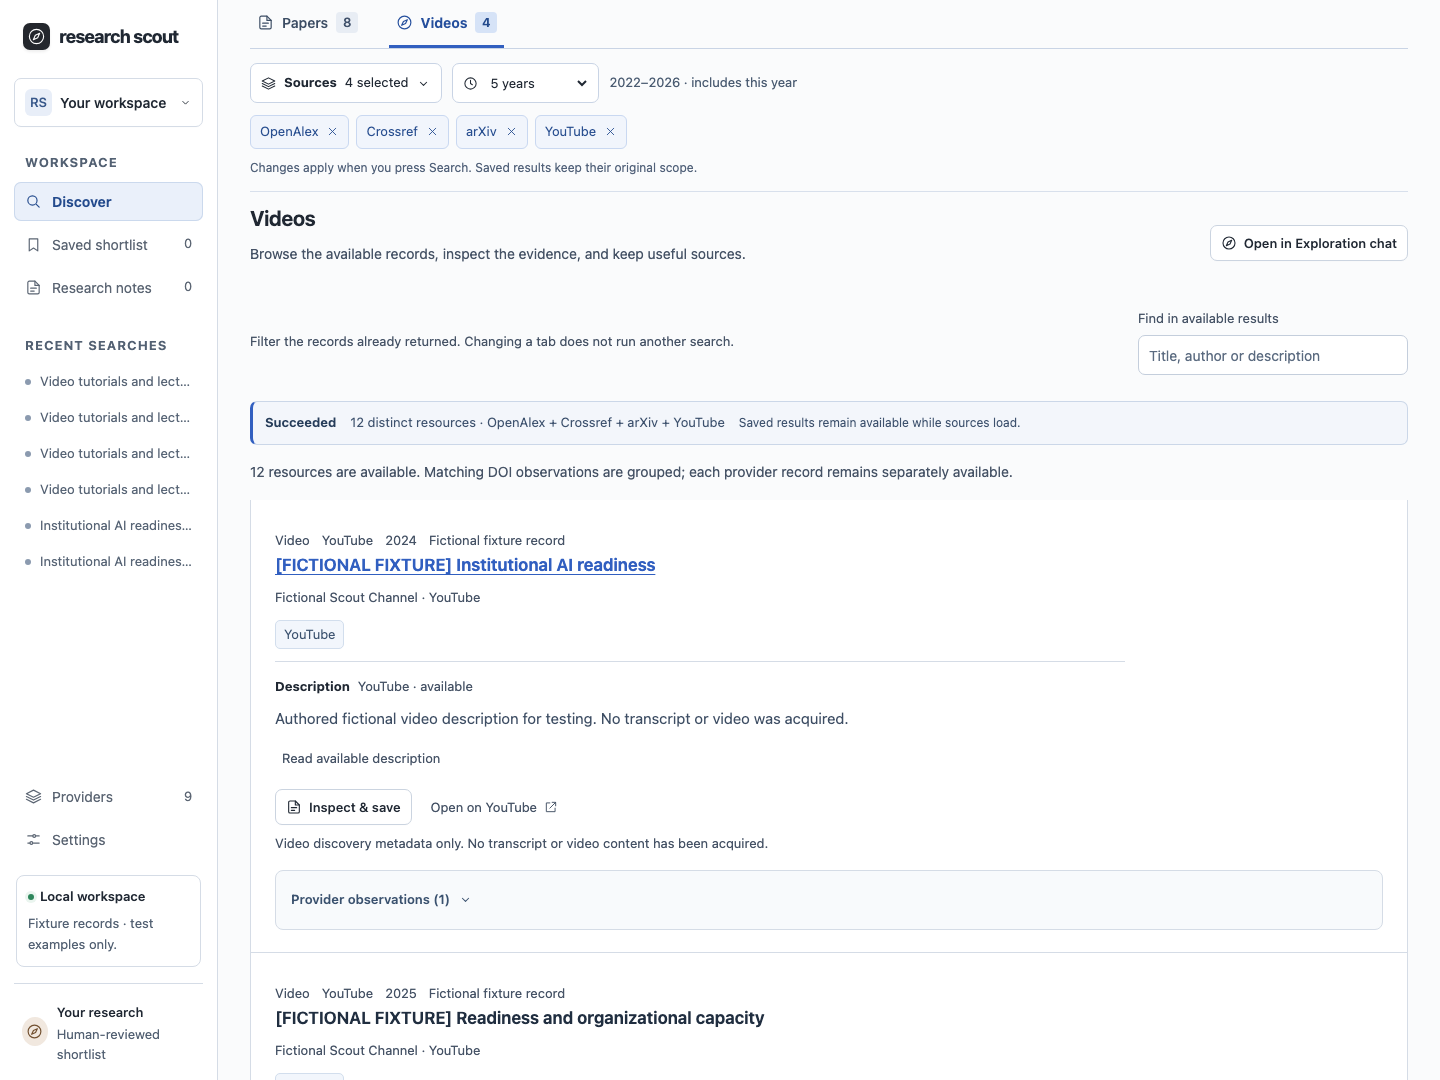 research scout
RS Your workspace
WORKSPACE
Discover
Saved shortlist 0
Research notes 0
RECENT SEARCHES
Video tutorials and lect...
Video tutorials and lect...
Video tutorials and lect...
Video tutorials and lect...
Institutional AI readines...
Institutional AI readines...
Providers 9
Settings
Local workspace
Fixture records · test
examples only.
Your research
Human-reviewed
shortlist
Papers 8 Videos 4
Sources 4 selected 5 years 2022–2026 · includes this year
OpenAlex Crossref arXiv YouTube
Changes apply when you press Search. Saved results keep their original scope.
Videos
Browse the available records, inspect the evidence, and keep useful sources.
Open in Exploration chat
Find in available results
Filter the records already returned. Changing a tab does not run another search.
Title, author or description
Succeeded 12 distinct resources · OpenAlex + Crossref + arXiv + YouTube Saved results remain available while sources load.
12 resources are available. Matching DOI observations are grouped; each provider record remains separately available.
Video YouTube 2024 Fictional fixture record
[FICTIONAL FIXTURE] Institutional AI readiness
Fictional Scout Channel · YouTube
YouTube
Description YouTube · available
Authored fictional video description for testing. No transcript or video was acquired.
Read available description
Inspect & save Open on YouTube
Video discovery metadata only. No transcript or video content has been acquired.
Provider observations (1)
Video YouTube 2025 Fictional fixture record
[FICTIONAL FIXTURE] Readiness and organizational capacity
Fictional Scout Channel · YouTube